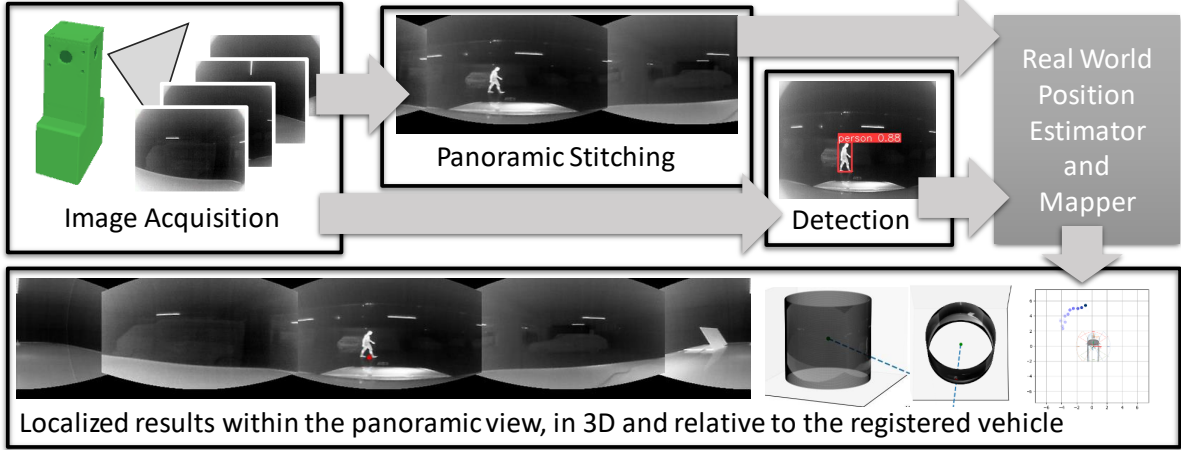 Image Acquisition
Panoramic Stitching
person 0.88
Detection
Real World
Position
Estimator
and
Mapper
Localized results within the panoramic view, in 3D and relative to the registered vehicle